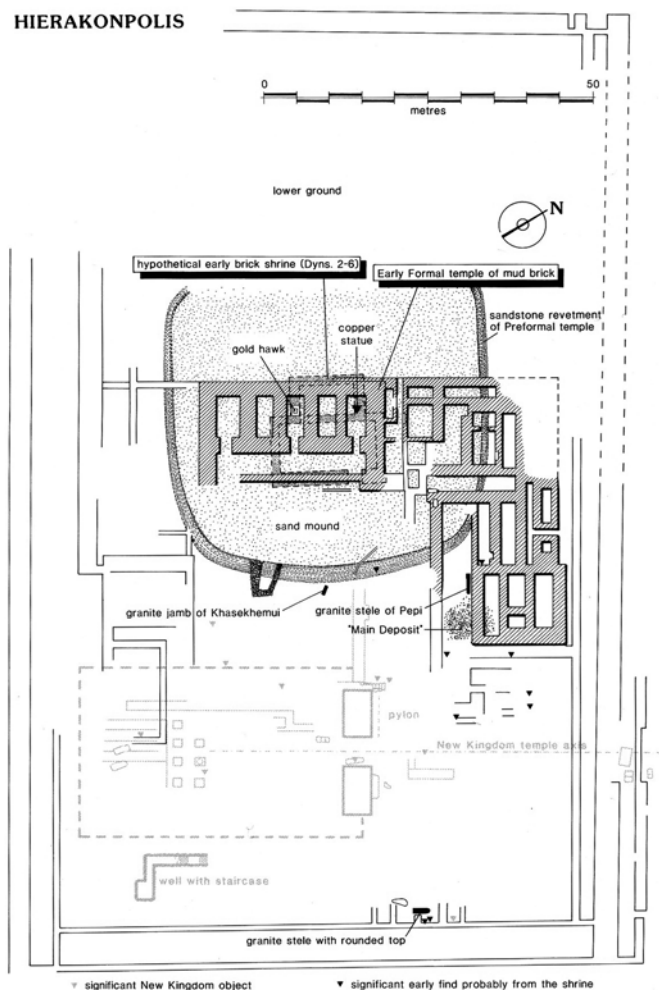 HIERAKONPOLIS
0
50
metres
lower ground
N
hypothetical early brick shrine (Dyns. 2-6)
Early Formal temple of mud brick
sandstone revetment
of Preformal temple
copper
statue
gold hawk
sand mound
granite jamb of Khasekhemui
granite stele of Pepi
"Main Deposit"
pylon
New Kingdom temple axis
well with staircase
granite stele with rounded top
significant New Kingdom object
significant early find probably from the shrine